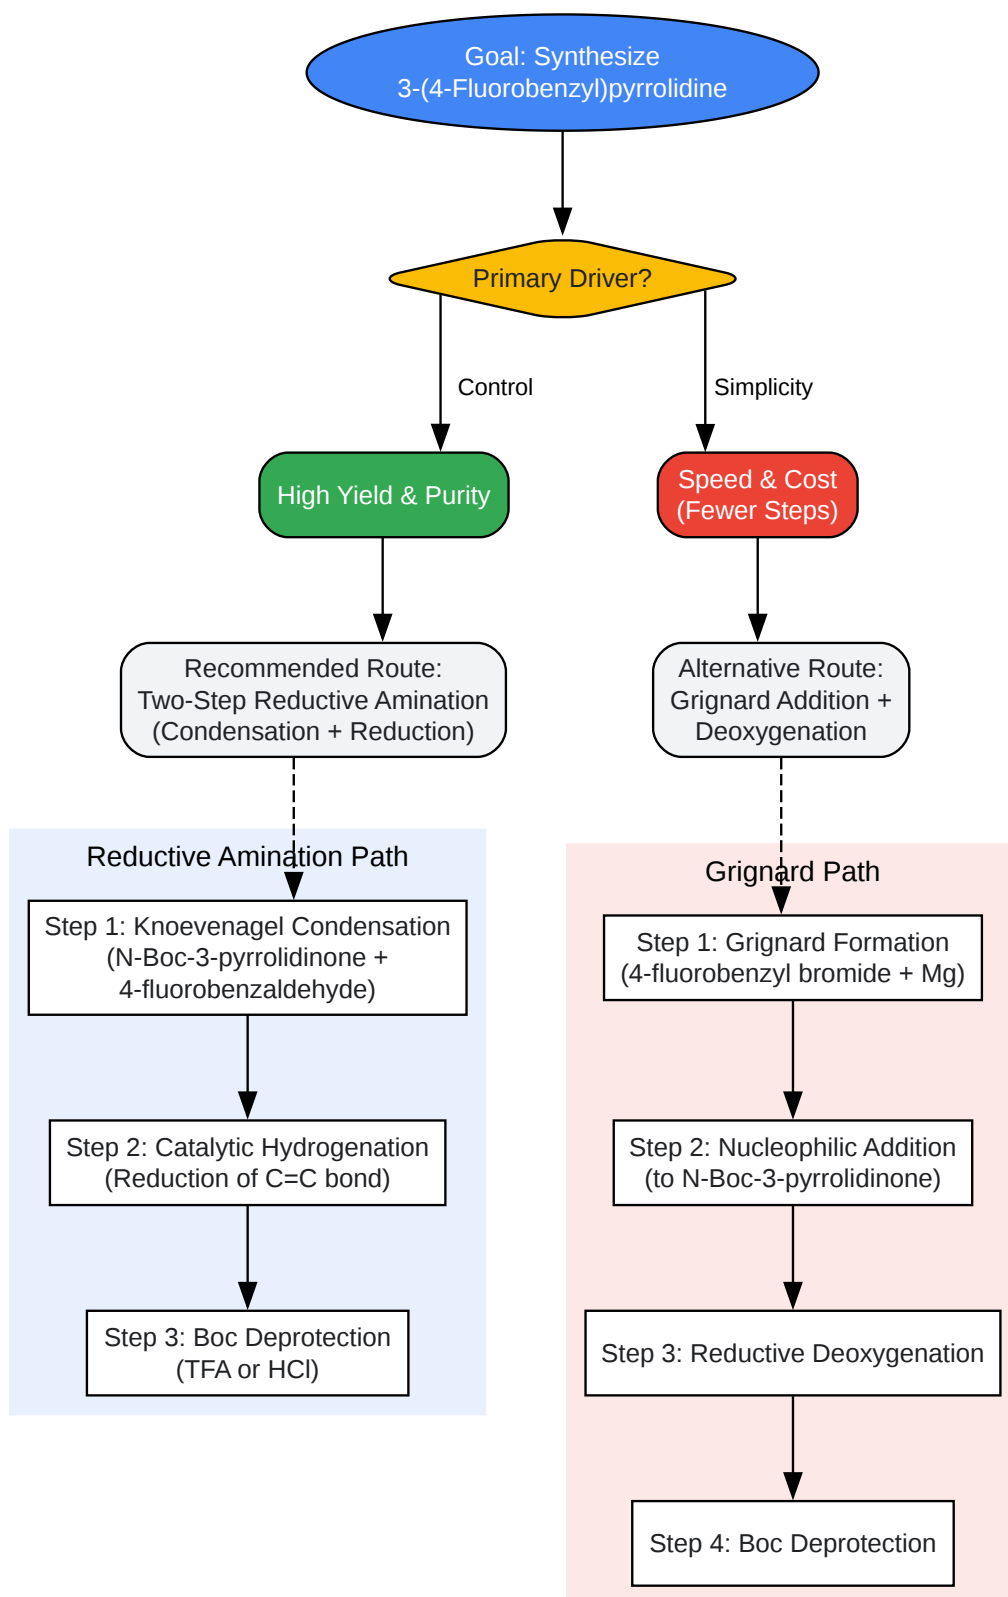 Goal: Synthesize
3-(4-Fluorobenzyl)pyrrolidine
Primary Driver?
Control
Simplicity
High Yield & Purity
Speed & Cost
(Fewer Steps)
Recommended Route:
Two-Step Reductive Amination
(Condensation + Reduction)
Alternative Route:
Grignard Addition +
Deoxygenation
Reductive Amination Path
Step 1: Knoevenagel Condensation
(N-Boc-3-pyrrolidinone +
4-fluorobenzaldehyde)
Step 2: Catalytic Hydrogenation
(Reduction of C=C bond)
Step 3: Boc Deprotection
(TFA or HCl)
Grignard Path
Step 1: Grignard Formation
(4-fluorobenzyl bromide + Mg)
Step 2: Nucleophilic Addition
(to N-Boc-3-pyrrolidinone)
Step 3: Reductive Deoxygenation
Step 4: Boc Deprotection